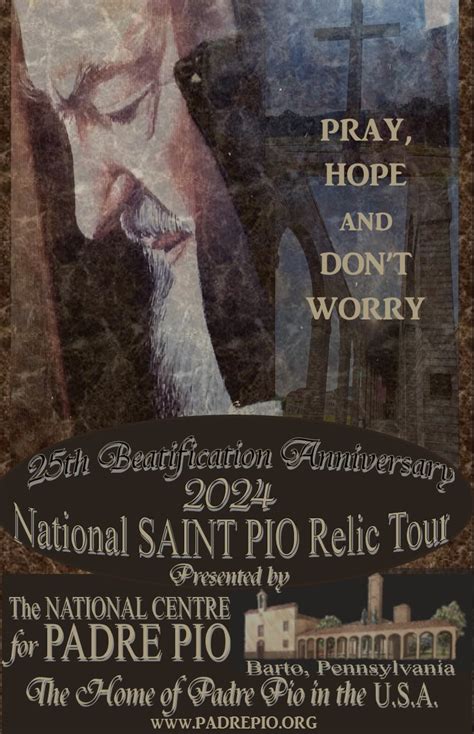 PRAY,
HOPE
AND
DON'T
WORRY
25th Beatification Anniversary
2024
National SAINT PIO Relic Tour
Presented by
The NATIONAL CENTRE
for PADRE PIO
Barto, Pennsylvania
The Home of Padre Pio in the U.S.A.
WWW.PADREPIO.ORG